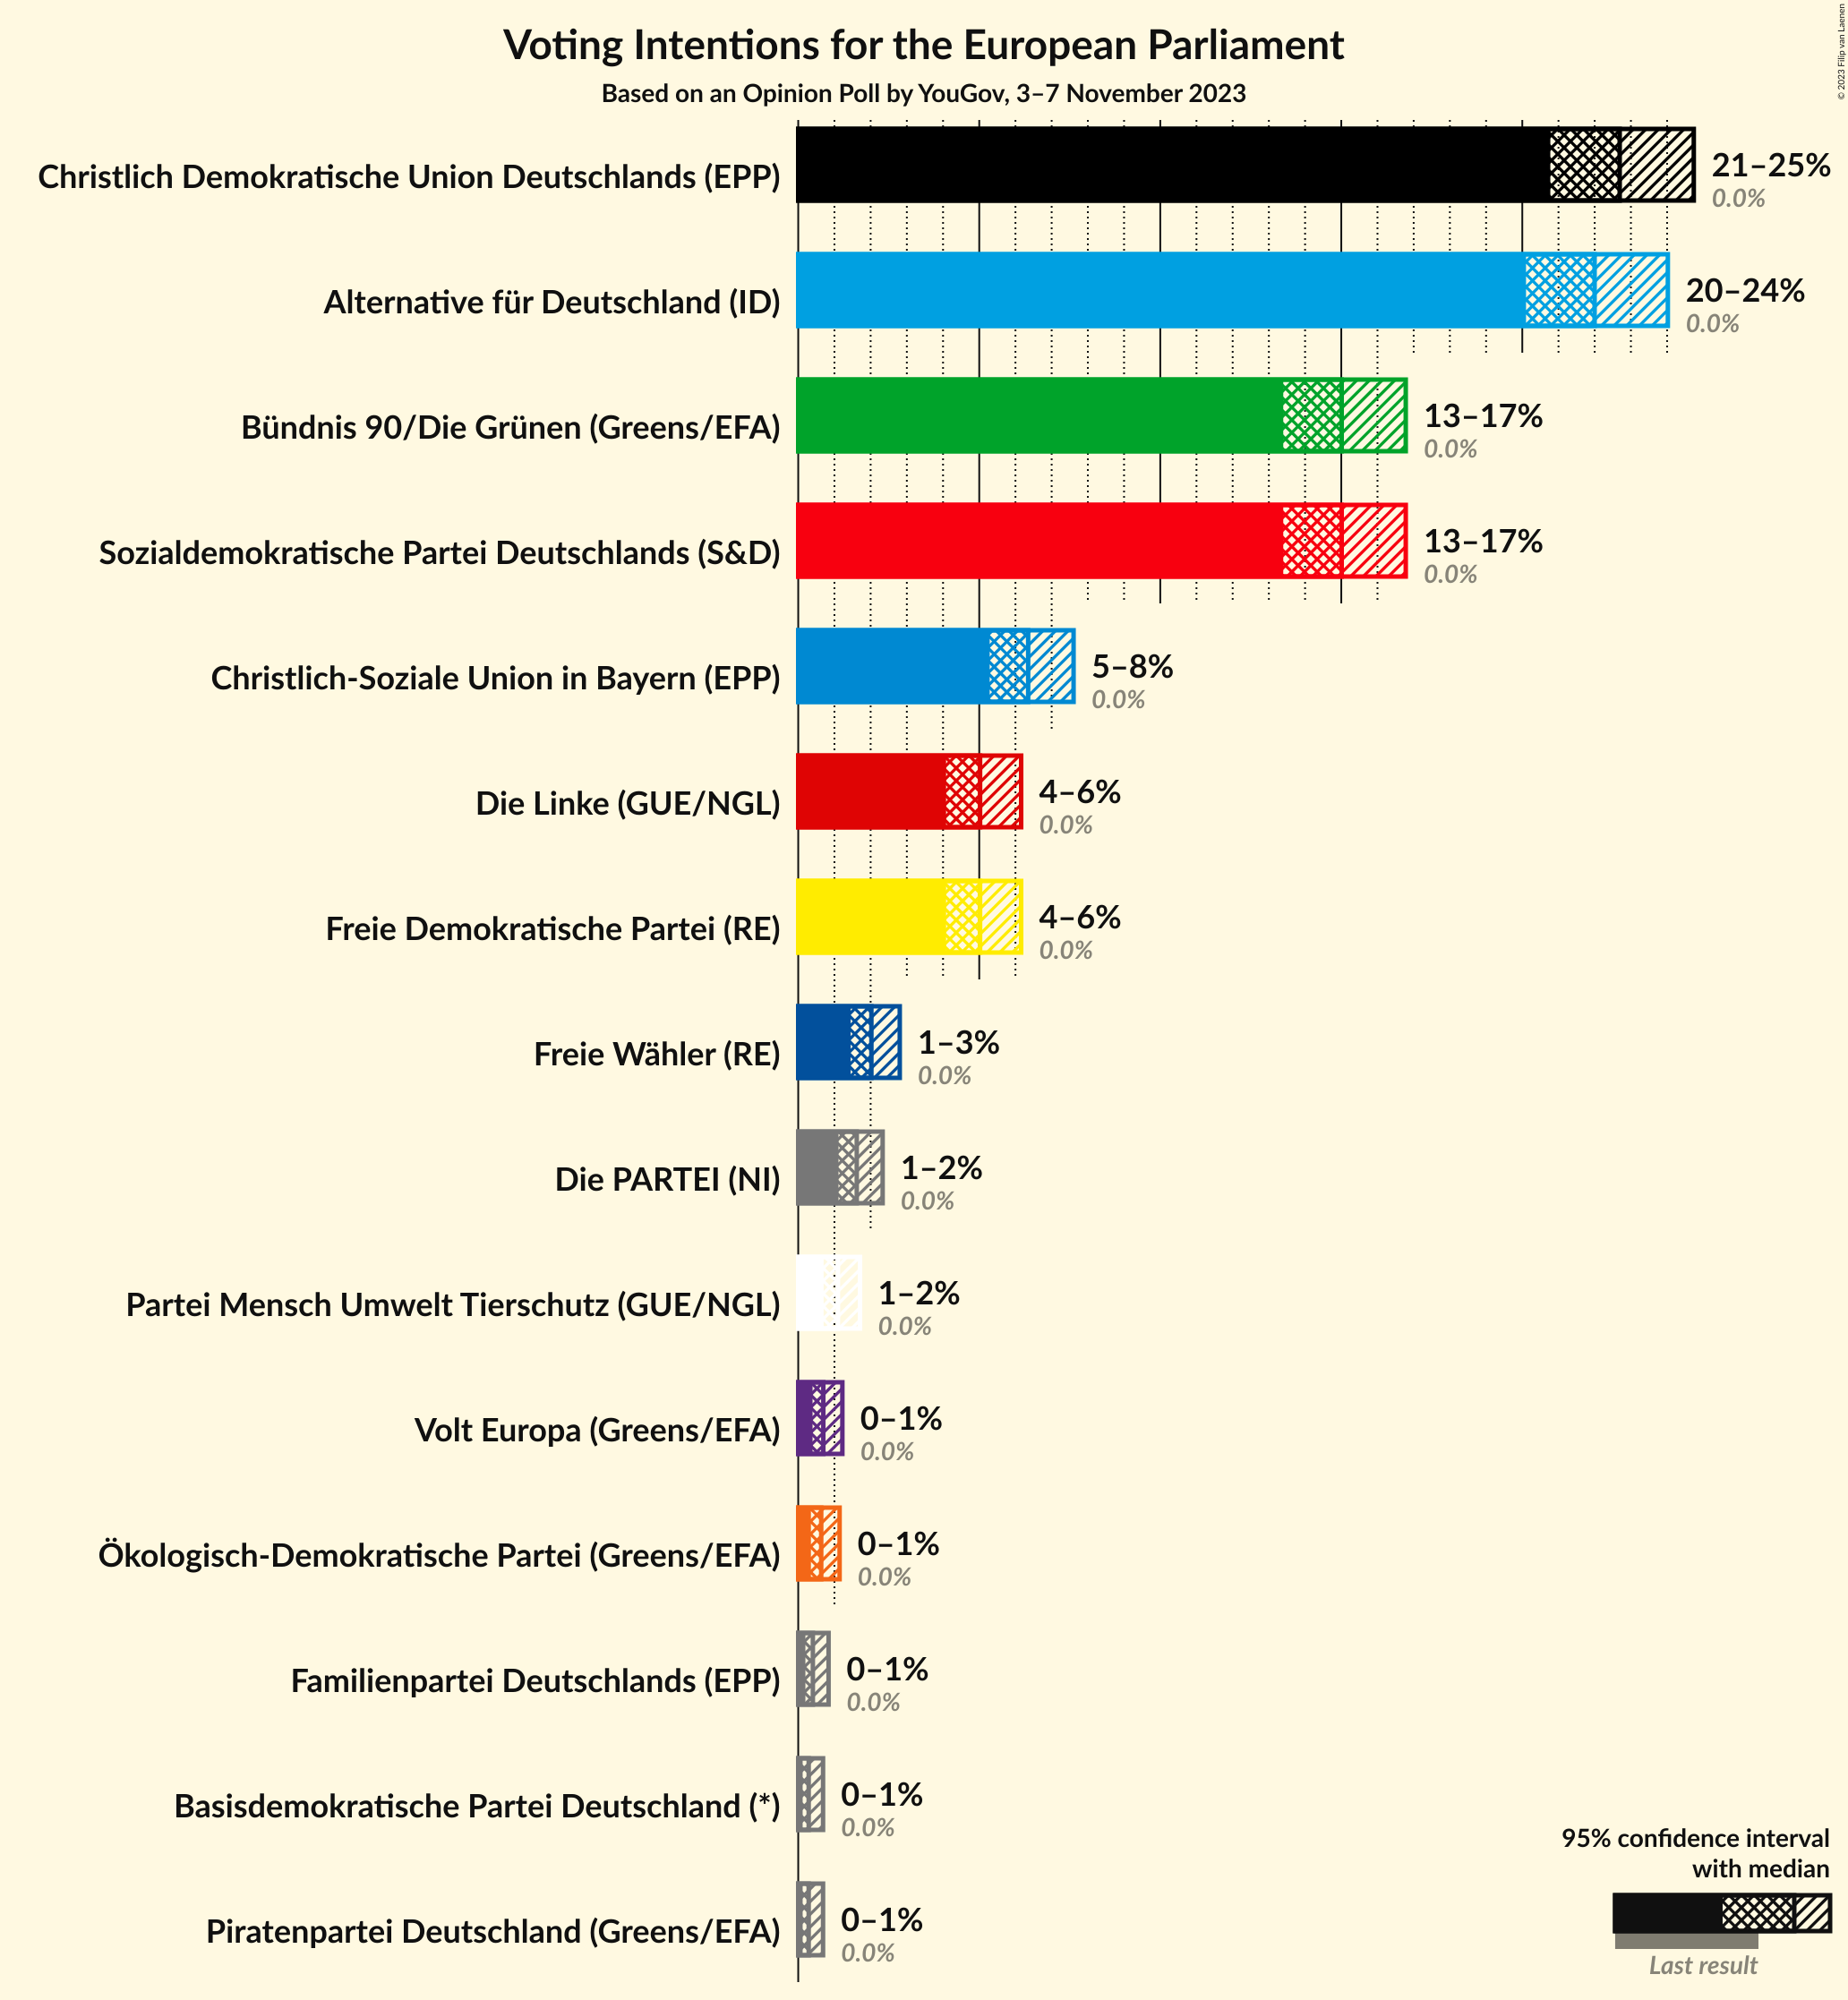 Voting Intentions for the European Parliament
Based on an Opinion Poll by YouGov, 3–7 November 2023
© 2023 Filip van Laenen
Christlich Demokratische Union Deutschlands (EPP)
21–25%
0.0%
Alternative für Deutschland (ID)
20–24%
0.0%
Bündnis 90/Die Grünen (Greens/EFA)
13–17%
0.0%
Sozialdemokratische Partei Deutschlands (S&D)
13–17%
0.0%
Christlich-Soziale Union in Bayern (EPP)
5–8%
0.0%
Die Linke (GUE/NGL)
4–6%
0.0%
Freie Demokratische Partei (RE)
4–6%
0.0%
Freie Wähler (RE)
1–3%
0.0%
Die PARTEI (NI)
1–2%
0.0%
Partei Mensch Umwelt Tierschutz (GUE/NGL)
1–2%
0.0%
Volt Europa (Greens/EFA)
0–1%
0.0%
Ökologisch-Demokratische Partei (Greens/EFA)
0–1%
0.0%
Familienpartei Deutschlands (EPP)
0–1%
0.0%
Basisdemokratische Partei Deutschland (*)
0–1%
0.0%
Piratenpartei Deutschland (Greens/EFA)
0–1%
0.0%
95% confidence interval
with median
Last result